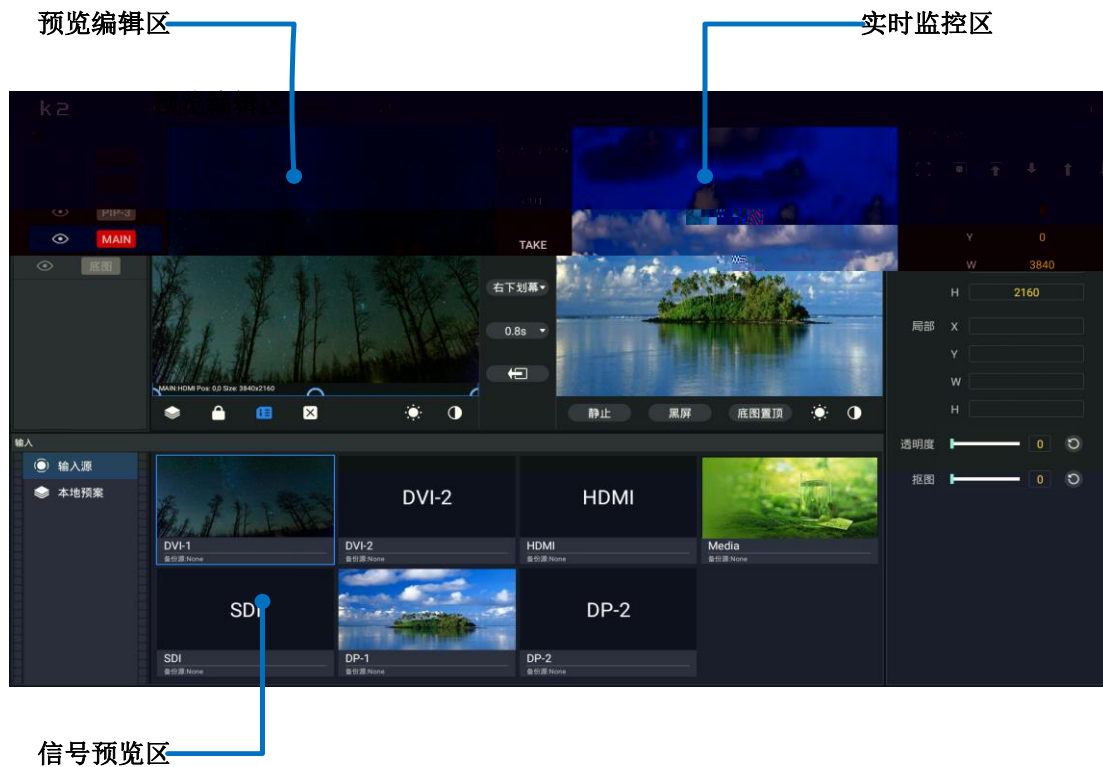 预览编辑区
实时监控区
k2
PIP-3
MAIN
底图
TAKE
右下划幕
0.8s
MAIN:HDMI Pos: 0,0 Size: 3840x2160
静止
黑屏
底图置顶
Y 0
W 3840
H 2160
局部 X
Y
W
H
透明度 0
抠图 0
输入
输入源
本地预案
DVI-1
备份源:None
DVI-2
DVI-2
备份源:None
HDMI
HDMI
备份源:None
Media
备份源:None
SDI
SDI
备份源:None
DP-1
备份源:None
DP-2
DP-2
备份源:None
信号预览区